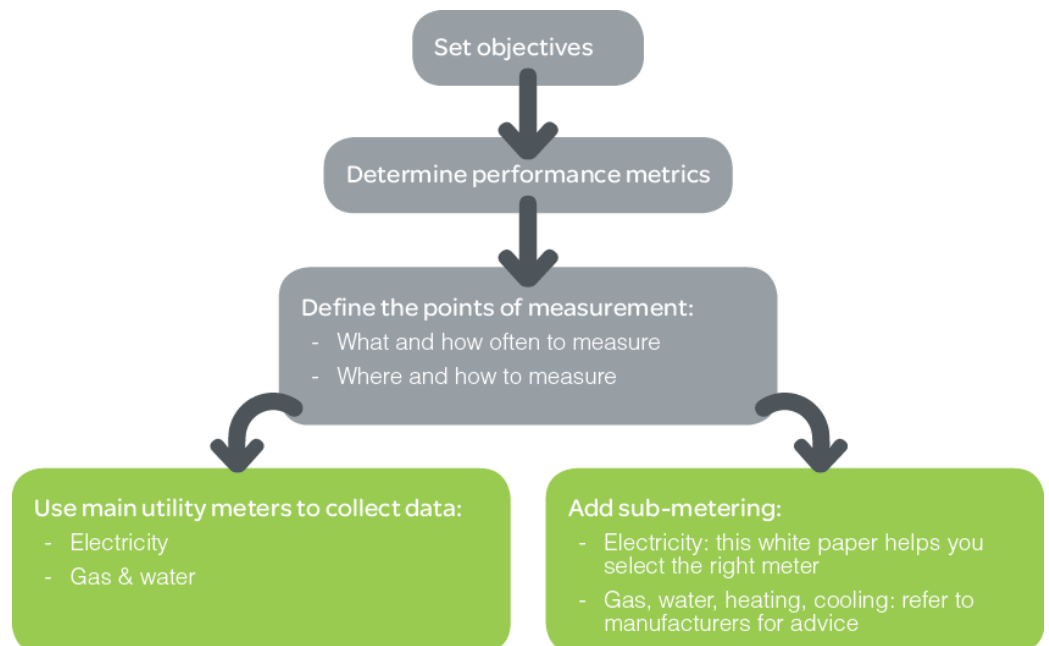 Set objectives
Determine performance metrics
Define the points of measurement:
- What and how often to measure
- Where and how to measure
Use main utility meters to collect data:
- Electricity
- Gas & water
Add sub-metering:
- Electricity: this white paper helps you
select the right meter
- Gas, water, heating, cooling: refer to
manufacturers for advice